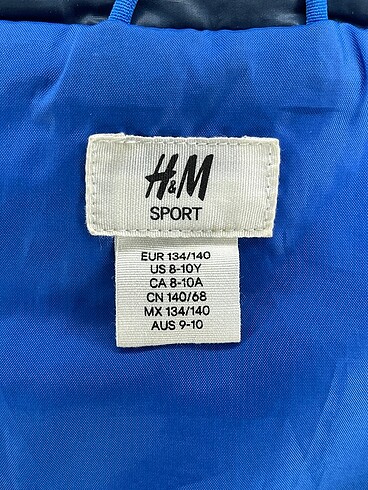 H&M
SPORT
EUR 134/140
US 8-10Y
CA 8-10A
CN 140/68
MX 134/140
AUS 9-10